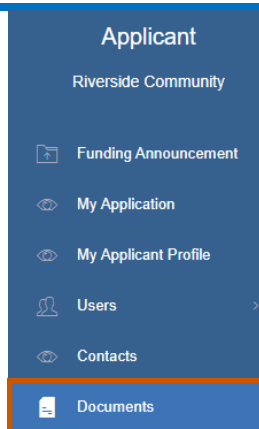 Applicant
Riverside Community
Funding Announcement
My Application
My Applicant Profile
Users
Contacts
Documents